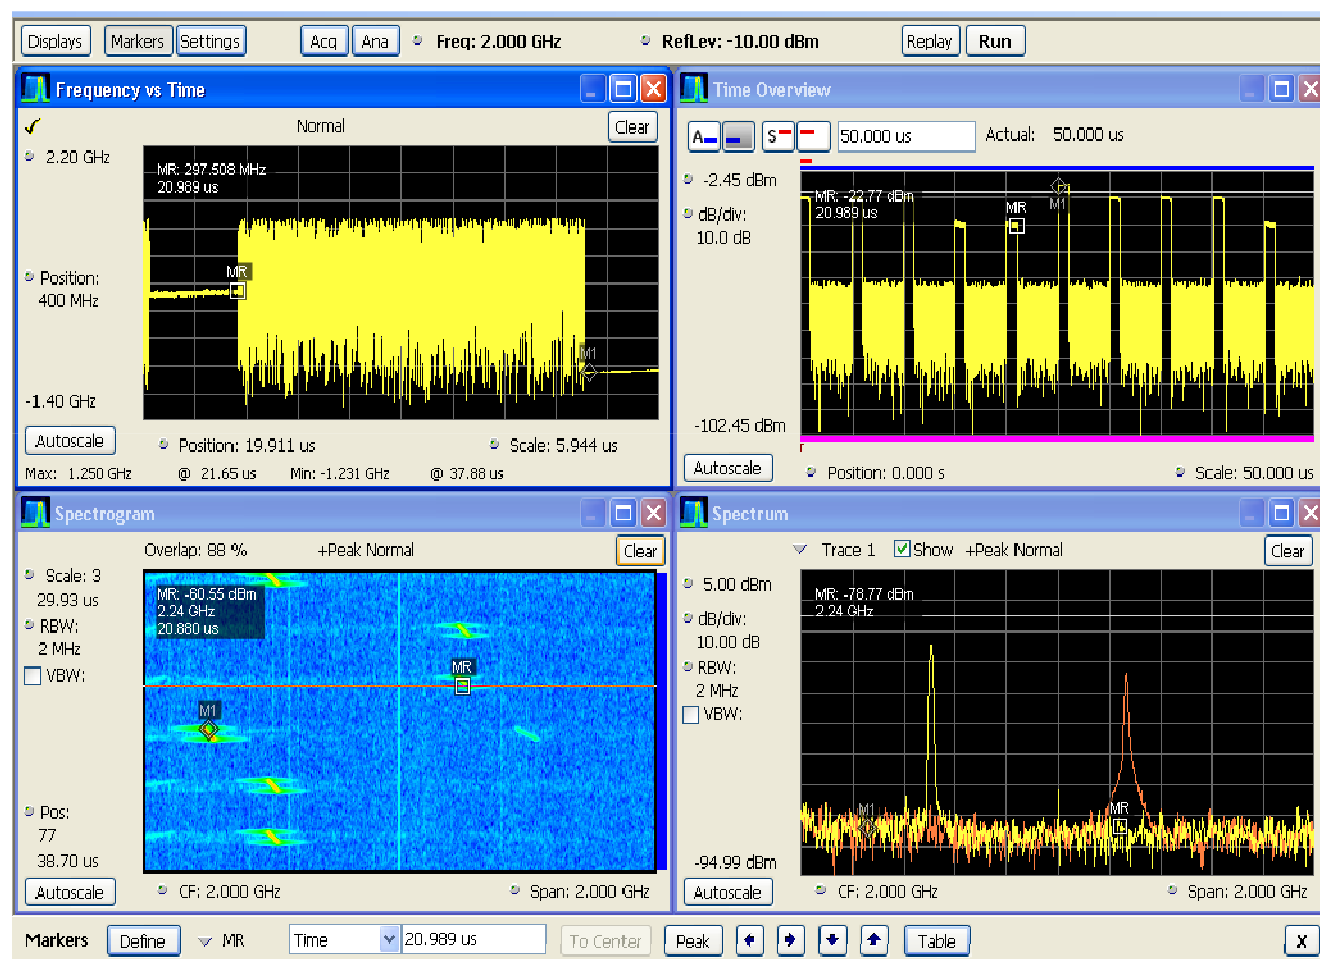 Displays Markers Settings Acq Ana Freq: 2.000 GHz RefLev: -10.00 dBm Replay Run
Frequency vs Time
Normal Clear
2.20 GHz
MR: 297.508 MHz
20.989 us
MR
Position:
400 MHz
M1
-1.40 GHz
Autoscale Position: 19.911 us Scale: 5.944 us
Max: 1.250 GHz @ 21.65 us Min: -1.231 GHz @ 37.88 us
Time Overview
A S 50.000 us Actual: 50.000 us
-2.45 dBm
MR: -22.77 dBm
20.989 us
MR
M1
dB/div:
10.0 dB
-102.45 dBm
Autoscale Position: 0.000 s Scale: 50.000 us
Spectrogram
Overlap: 88 % +Peak Normal Clear
Scale: 3
29.93 us
MR: -60.55 dBm
2.24 GHz
20.880 us
RBW:
2 MHz
VBW:
MR
M1
Pos:
77
38.70 us
Autoscale CF: 2.000 GHz Span: 2.000 GHz
Spectrum
Trace 1 Show +Peak Normal Clear
5.00 dBm
MR: -78.77 dBm
2.24 GHz
dB/div:
10.00 dB
RBW:
2 MHz
VBW:
M1
MR
-94.99 dBm
Autoscale CF: 2.000 GHz Span: 2.000 GHz
Markers Define MR Time 20.989 us To Center Peak Table X